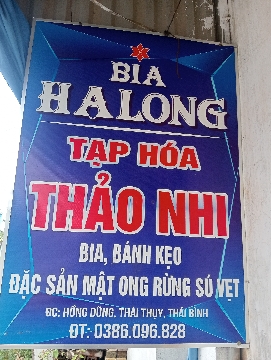 BIA
HALONG
TẠP HÓA
THẢO NHI
BIA, BÁNH KẸO
ĐẶC SẢN MẬT ONG RỪNG SÚ VẸT
ĐC: HỒNG DŨNG, THÁI THỤY, THÁI BÌNH
ĐT: 0386.096.828